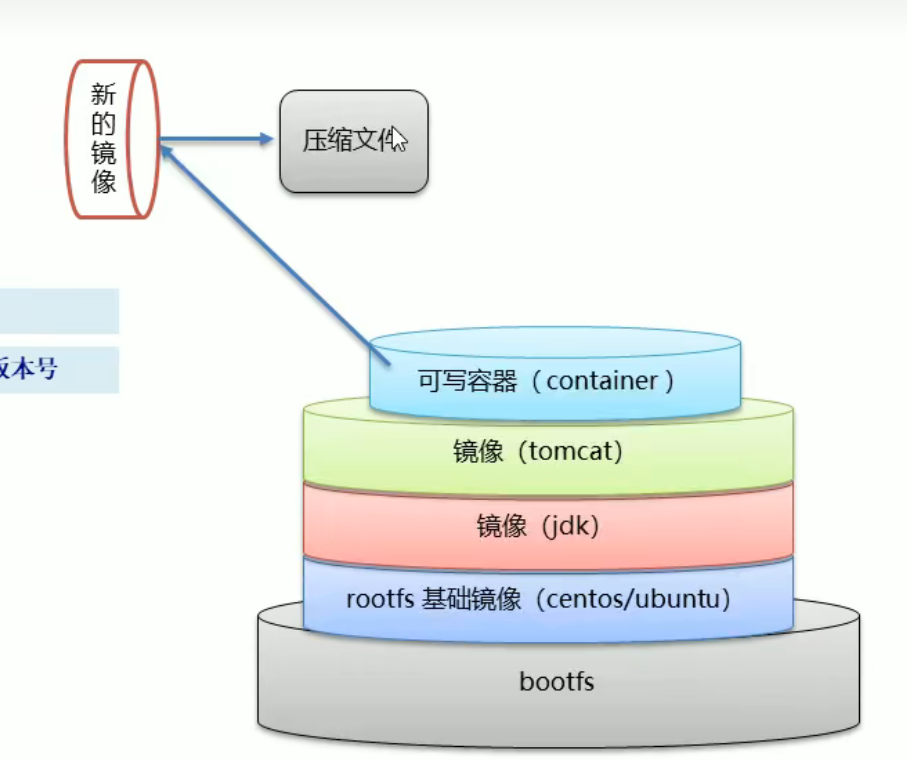 新的镜像
压缩文件
版本号
可写容器（container）
镜像（tomcat）
镜像（jdk）
rootfs 基础镜像（centos/ubuntu）
bootfs